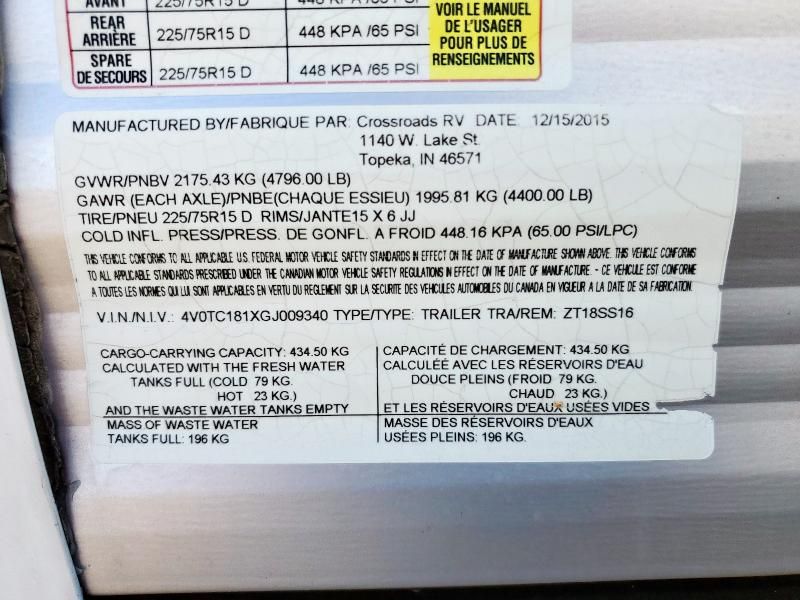 AVANT 225/75R15 D 448 KPA /65 PSI
REAR
ARRIÈRE 225/75R15 D 448 KPA /65 PSI
SPARE
DE SECOURS 225/75R15 D 448 KPA /65 PSI
VOIR LE MANUEL
DE L'USAGER
POUR PLUS DE
RENSEIGNEMENTS
MANUFACTURED BY/FABRIQUE PAR: Crossroads RV DATE: 12/15/2015
1140 W. Lake St.
Topeka, IN 46571
GVWR/PNBV 2175.43 KG (4796.00 LB)
GAWR (EACH AXLE)/PNBE(CHAQUE ESSIEU) 1995.81 KG (4400.00 LB)
TIRE/PNEU 225/75R15 D RIMS/JANTE15 X 6 JJ
COLD INFL. PRESS/PRESS. DE GONFL. A FROID 448.16 KPA (65.00 PSI/LPC)
THIS VEHICLE CONFORMS TO ALL APPLICABLE U.S. FEDERAL MOTOR VEHICLE SAFETY STANDARDS IN EFFECT ON THE DATE OF MANUFACTURE SHOWN ABOVE. THIS VEHICLE CONFORMS
TO ALL APPLICABLE STANDARDS PRESCRIBED UNDER THE CANADIAN MOTOR VEHICLE SAFETY REGULATIONS IN EFFECT ON THE DATE OF MANUFACTURE. - CE VEHICULE EST CONFORME
A TOUTES LES NORMES QUI LUI SONT APPLICABLES EN VERTU DU REGLEMENT SUR LA SECURITE DES VEHICULES AUTOMOBILES DU CANADA EN VIGUEUR A LA DATE DE SA FABRICATION.
V.I.N./N.I.V.: 4V0TC181XGJ009340 TYPE/TYPE: TRAILER TRA/REM: ZT18SS16
CARGO-CARRYING CAPACITY: 434.50 KG
CALCULATED WITH THE FRESH WATER
TANKS FULL (COLD 79 KG.
HOT 23 KG.)
AND THE WASTE WATER TANKS EMPTY
MASS OF WASTE WATER
TANKS FULL: 196 KG
CAPACITÉ DE CHARGEMENT: 434.50 KG
CALCULÉE AVEC LES RÉSERVOIRS D'EAU
DOUCE PLEINS (FROID 79 KG.
CHAUD 23 KG.)
ET LES RÉSERVOIRS D'EAUX USÉES VIDES
MASSE DES RÉSERVOIRS D'EAUX
USÉES PLEINS: 196 KG.